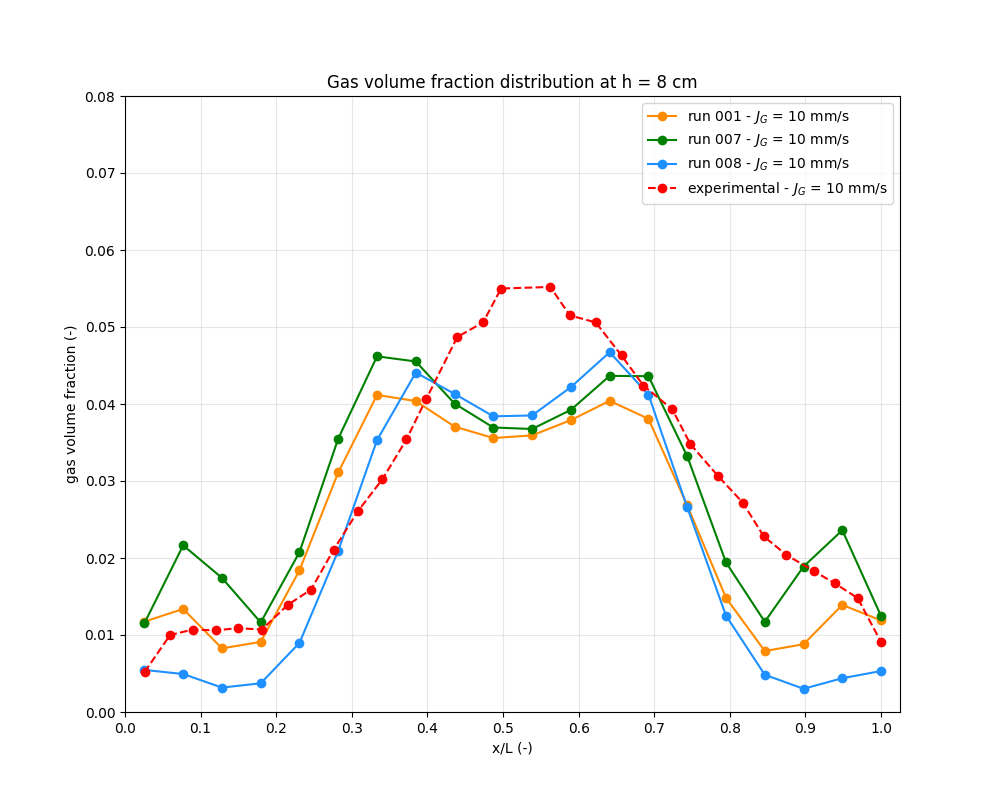 Gas volume fraction distribution at h = 8 cm
run 001 - J_G = 10 mm/s
run 007 - J_G = 10 mm/s
run 008 - J_G = 10 mm/s
experimental - J_G = 10 mm/s
0.08
0.07
0.06
0.05
0.04
0.03
0.02
0.01
0.00
gas volume fraction (-)
0.0 0.1 0.2 0.3 0.4 0.5 0.6 0.7 0.8 0.9 1.0
x/L (-)